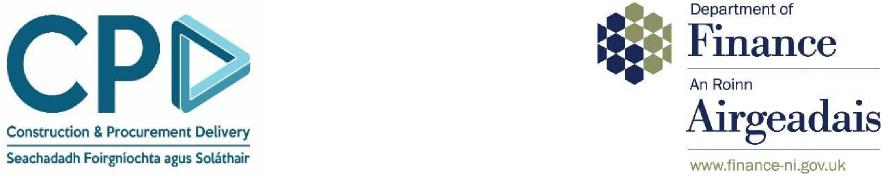 CPD
Construction & Procurement Delivery
Seachadadh Foirgníochta agus Soláthair
Department of
Finance
An Roinn
Airgeadais
www.finance-ni.gov.uk